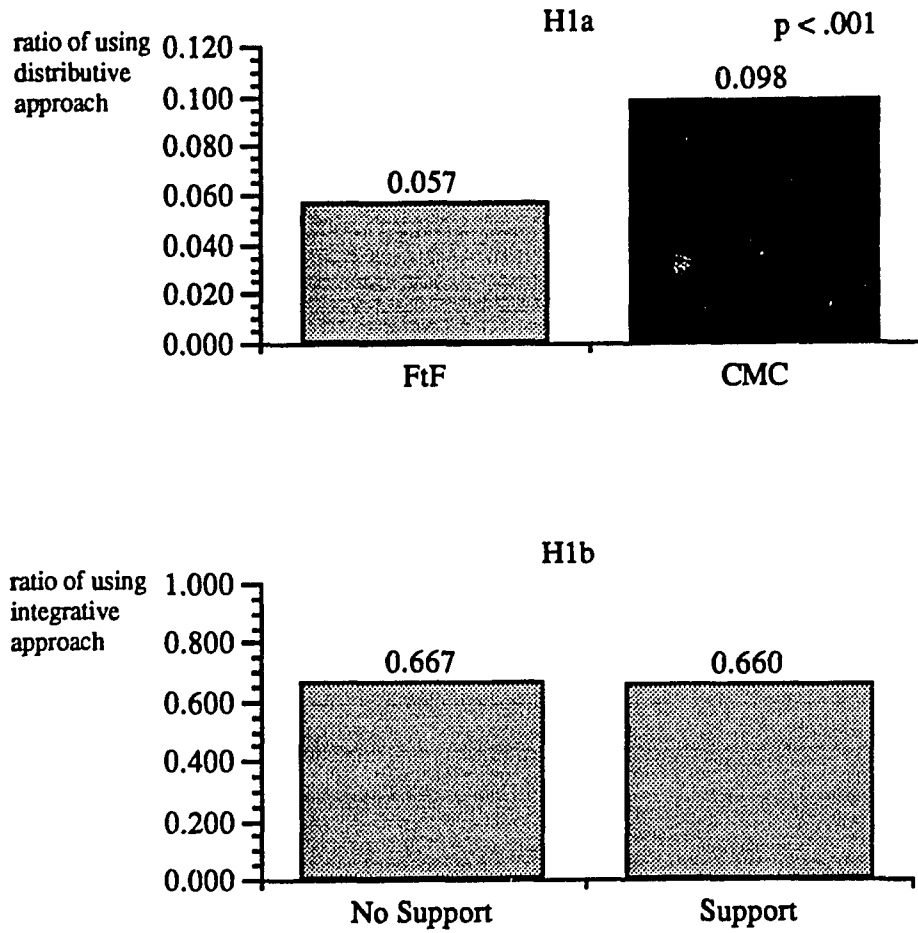 H1a
p < .001
ratio of using
distributive
approach
0.120
0.100
0.080
0.060
0.040
0.020
0.000
0.057
0.098
FtF
CMC
H1b
ratio of using
integrative
approach
1.000
0.800
0.600
0.400
0.200
0.000
0.667
0.660
No Support
Support